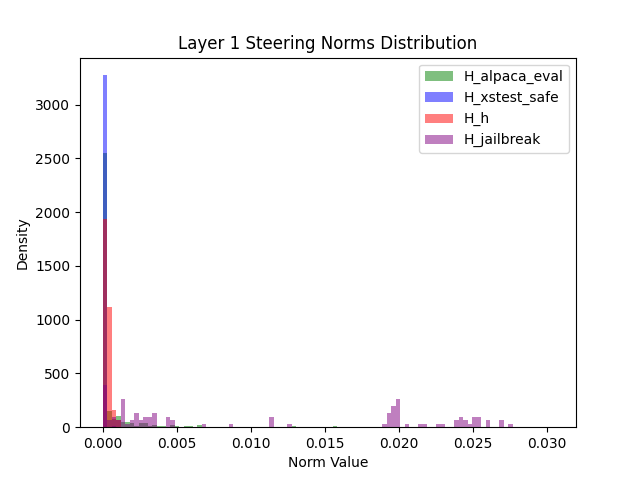 Layer 1 Steering Norms Distribution
H_alpaca_eval
H_xstest_safe
H_h
H_jailbreak
Density
3000
2500
2000
1500
1000
500
0
0.000 0.005 0.010 0.015 0.020 0.025 0.030
Norm Value